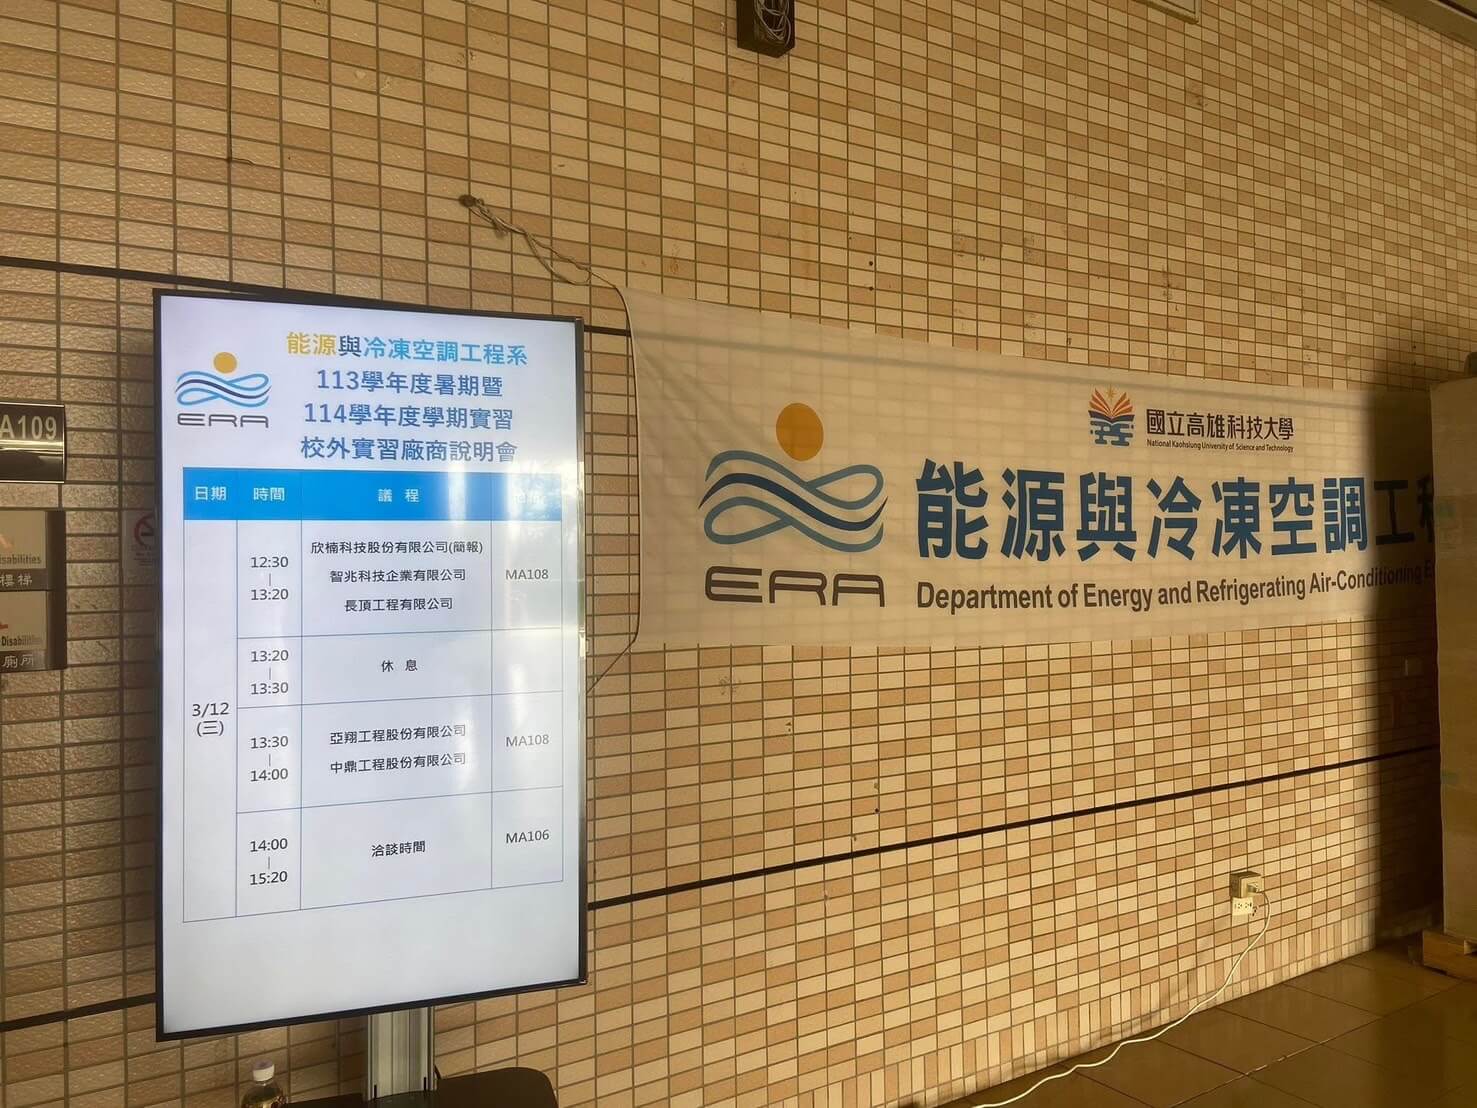 能源與冷凍空調工程系
113學年度暑期暨
114學年度學期實習
校外實習廠商說明會
ERA
日期 時間 議 程
3/12
(三)
12:30
|
13:20
欣楠科技股份有限公司(簡報)
智兆科技企業有限公司
長頂工程有限公司
MA108
13:20
|
13:30
休 息
13:30
|
14:00
亞翔工程股份有限公司
中鼎工程股份有限公司
MA108
14:00
|
15:20
洽談時間
MA106
A109
樓梯
Disabilities
廁所
國立高雄科技大學
National Kaohsiung University of Science and Technology
能源與冷凍空調工
ERA
Department of Energy and Refrigerating Air-Conditioning